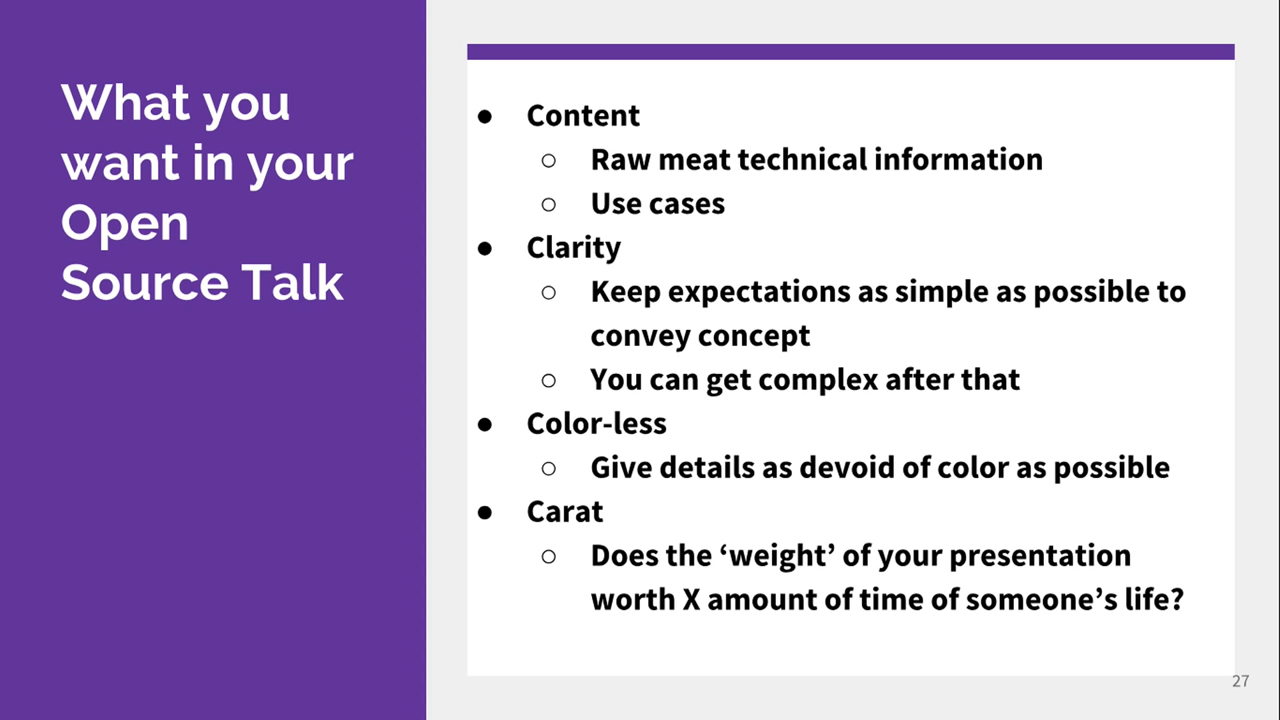 What you
want in your
Open
Source Talk
● Content
○ Raw meat technical information
○ Use cases
● Clarity
○ Keep expectations as simple as possible to
convey concept
○ You can get complex after that
● Color-less
○ Give details as devoid of color as possible
● Carat
○ Does the ‘weight’ of your presentation
worth X amount of time of someone’s life?
27